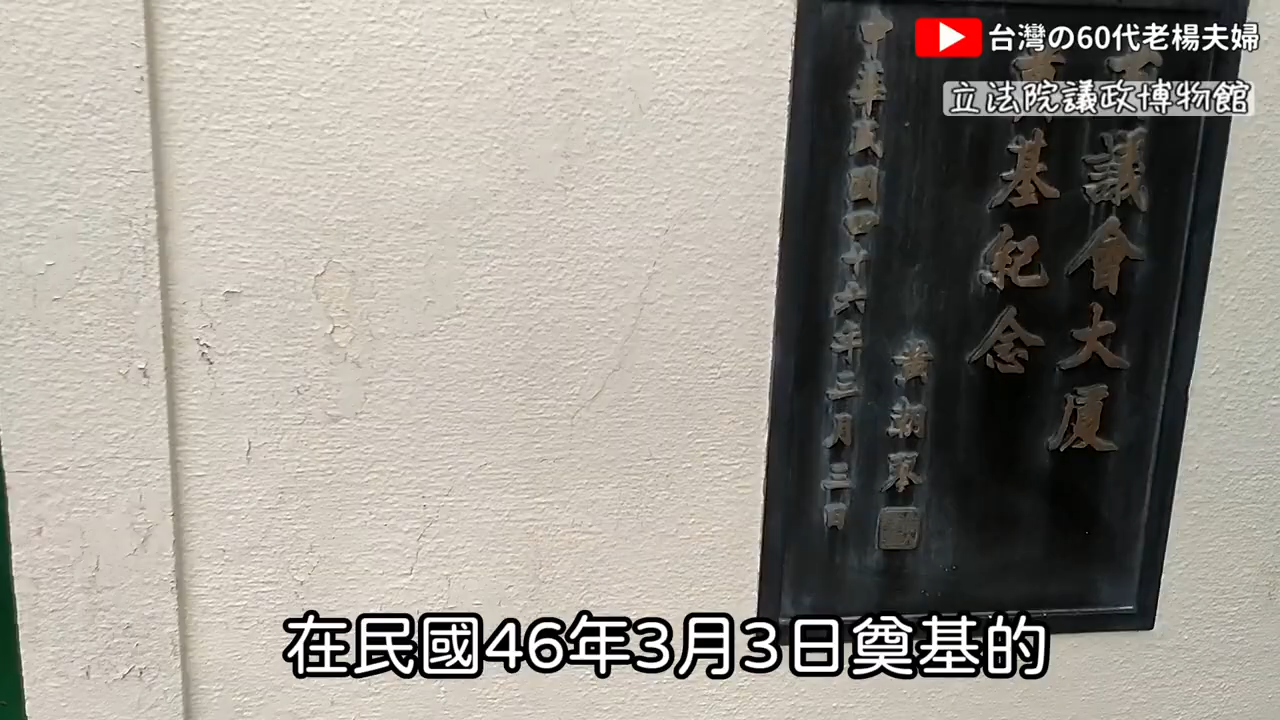 台灣の60代老楊夫婦
立法院議政博物館
議會大厦
奠基紀念
黃朝琴
中華民國四十六年三月三日
在民國46年3月3日奠基的